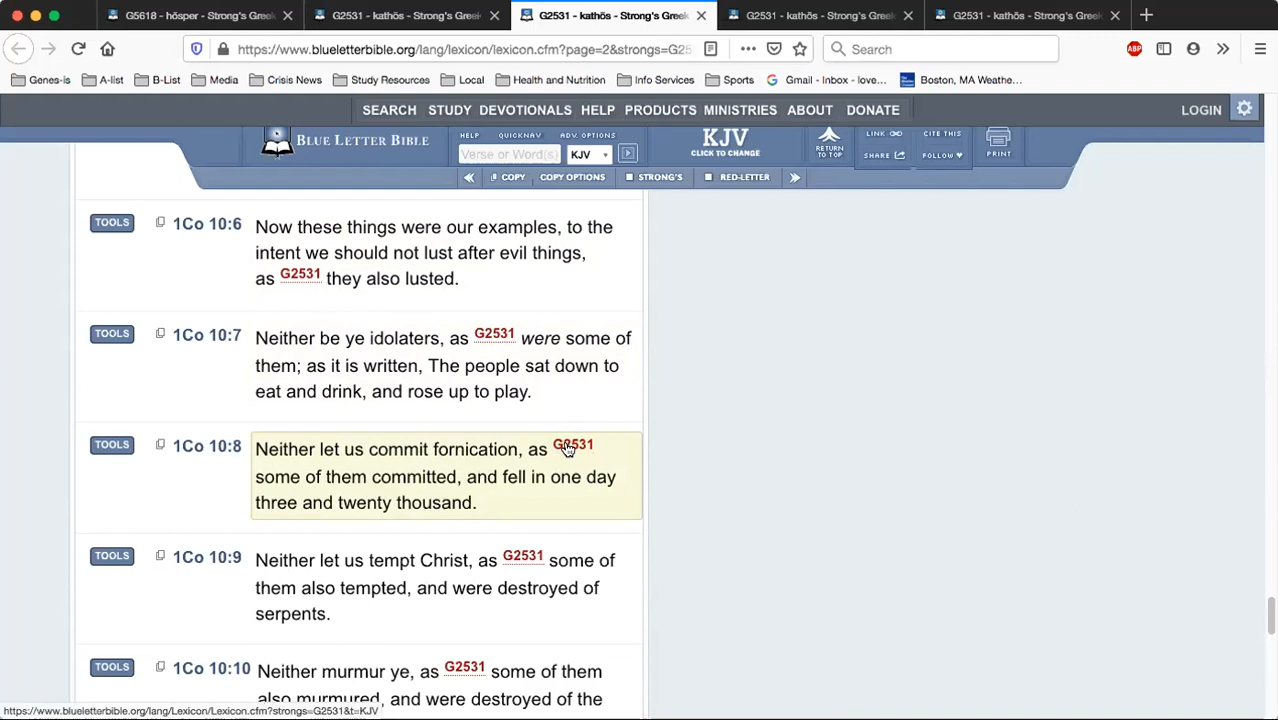 G5618 - hōsper - Strong's Greek
G2531 - kathōs - Strong's Greek
G2531 - kathōs - Strong's Greek
G2531 - kathōs - Strong's Greek
G2531 - kathōs - Strong's Greek
https://www.blueletterbible.org/lang/lexicon/lexicon.cfm?page=2&strongs=G25
Search
ABP
Genes-is
A-list
B-List
Media
Crisis News
Study Resources
Local
Health and Nutrition
Info Services
Sports
Gmail - Inbox - love...
Boston, MA Weathe...
SEARCH STUDY DEVOTIONALS HELP PRODUCTS MINISTRIES ABOUT DONATE
LOGIN
BLUE LETTER BIBLE
HELP QUICKNAV ADV. OPTIONS
Verse or Word(s) KJV
KJV
CLICK TO CHANGE
RETURN
TO TOP
LINK
CITE THIS
SHARE
FOLLOW
PRINT
COPY COPY OPTIONS STRONG'S RED-LETTER
TOOLS 1Co 10:6 Now these things were our examples, to the
intent we should not lust after evil things,
as G2531 they also lusted.
TOOLS 1Co 10:7 Neither be ye idolaters, as G2531 were some of
them; as it is written, The people sat down to
eat and drink, and rose up to play.
TOOLS 1Co 10:8 Neither let us commit fornication, as G2531
some of them committed, and fell in one day
three and twenty thousand.
TOOLS 1Co 10:9 Neither let us tempt Christ, as G2531 some of
them also tempted, and were destroyed of
serpents.
TOOLS 1Co 10:10 Neither murmur ye, as G2531 some of them
also murmured, and were destroyed of the
https://www.blueletterbible.org/lang/Lexicon/Lexicon.cfm?strongs=G2531&t=KJV